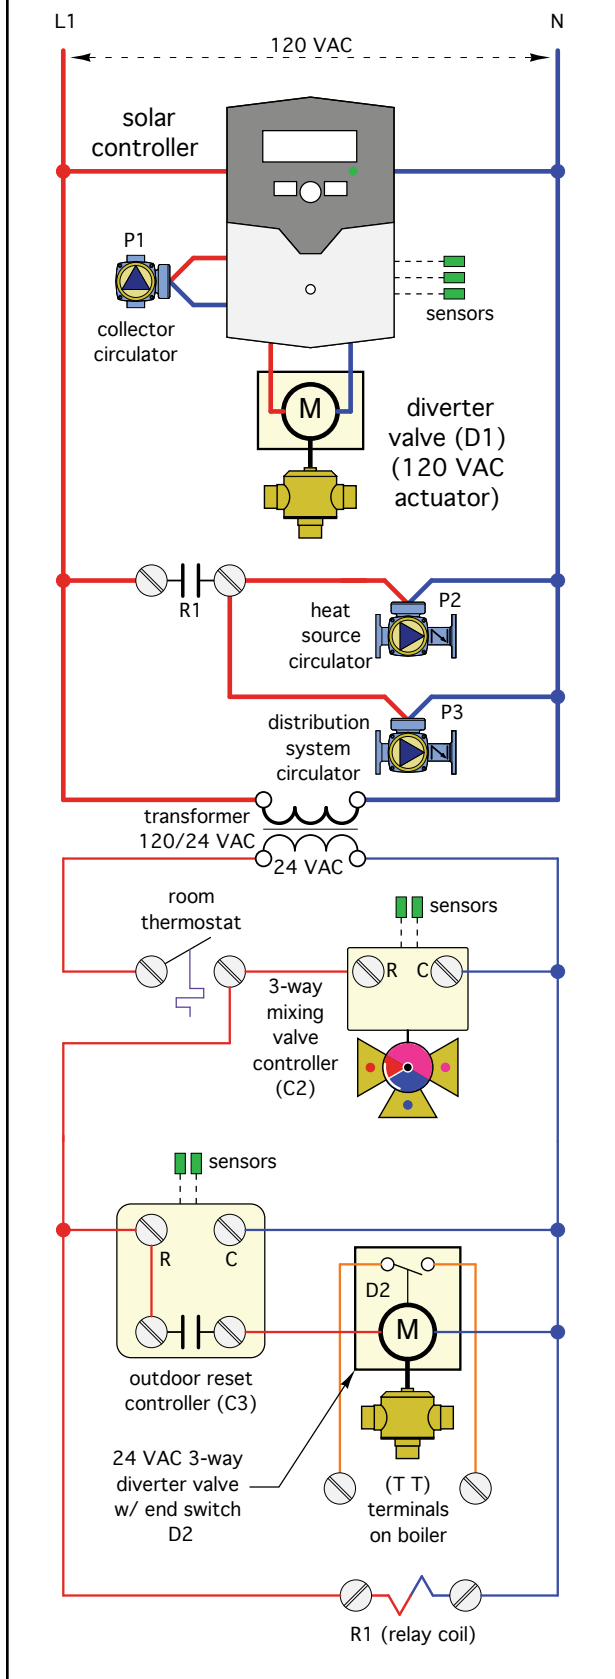 L1
N
120 VAC
solar
controller
P1
collector
circulator
sensors
M
diverter
valve (D1)
(120 VAC
actuator)
R1
P2
heat
source
circulator
P3
distribution
system
circulator
transformer
120/24 VAC
24 VAC
room
thermostat
sensors
R C
3-way
mixing
valve
controller
(C2)
sensors
R C
D2
M
outdoor reset
controller (C3)
24 VAC 3-way
diverter valve
w/ end switch
D2
(T T)
terminals
on boiler
R1 (relay coil)